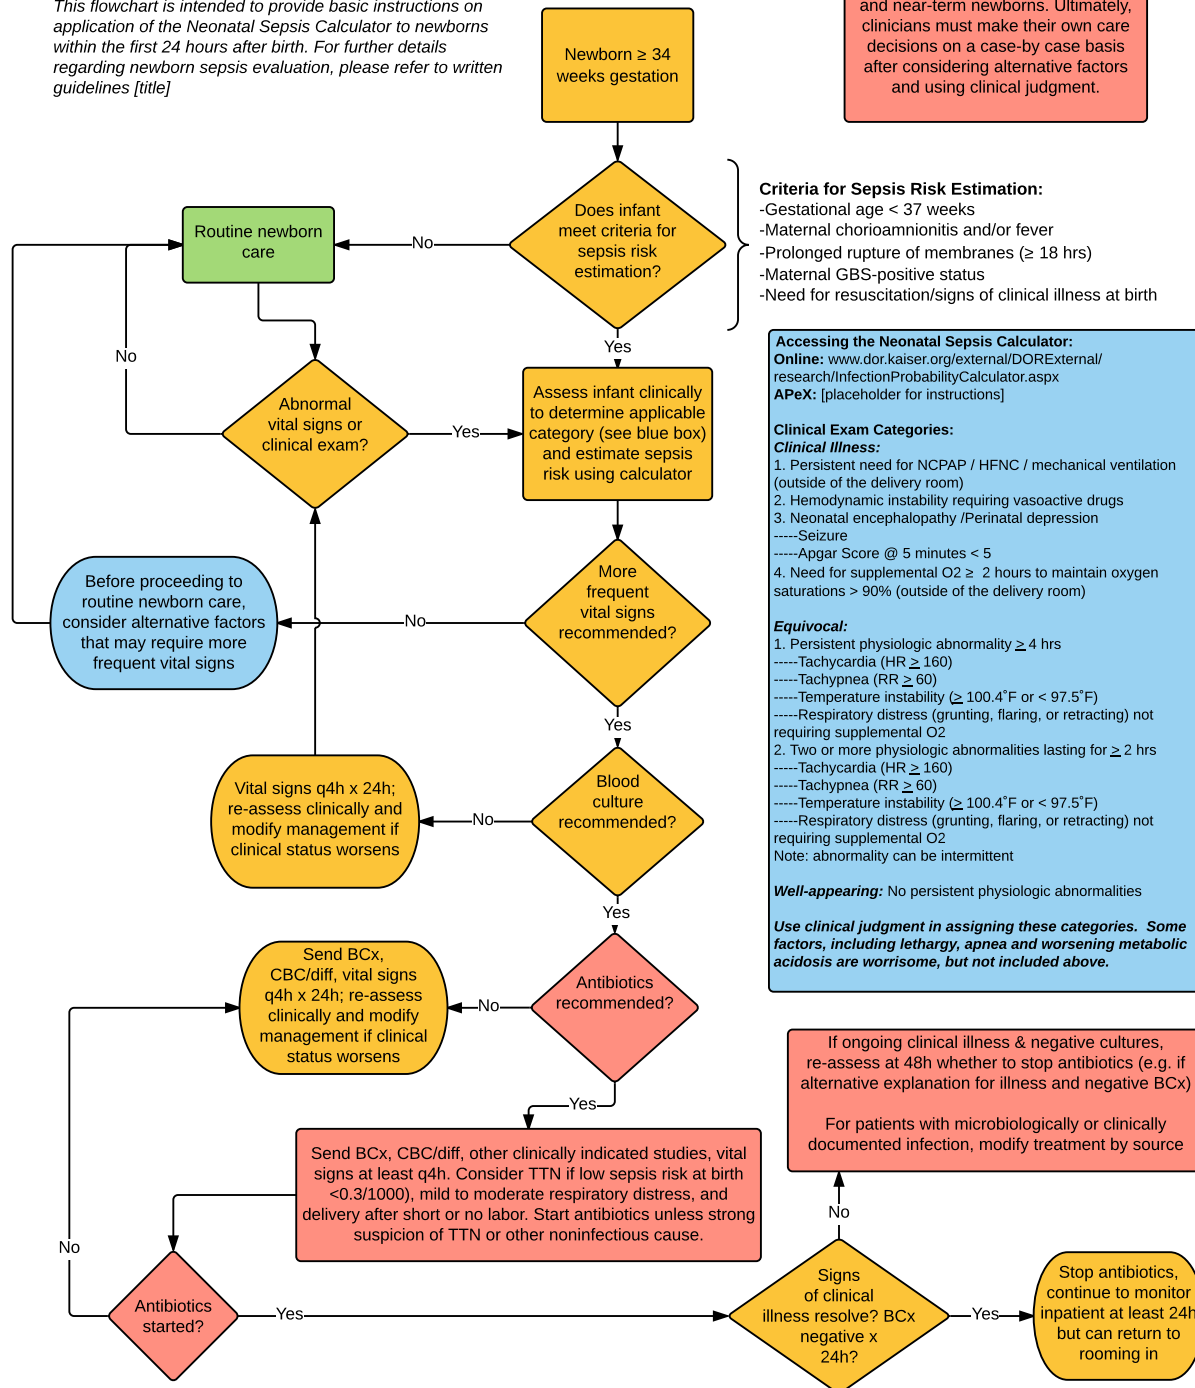 This flowchart is intended to provide basic instructions on
application of the Neonatal Sepsis Calculator to newborns
within the first 24 hours after birth. For further details
regarding newborn sepsis evaluation, please refer to written
guidelines [title]
Newborn ≥ 34
weeks gestation
and near-term newborns. Ultimately,
clinicians must make their own care
decisions on a case-by case basis
after considering alternative factors
and using clinical judgment.
Does infant
meet criteria for
sepsis risk
estimation?
Criteria for Sepsis Risk Estimation:
-Gestational age < 37 weeks
-Maternal chorioamnionitis and/or fever
-Prolonged rupture of membranes (≥ 18 hrs)
-Maternal GBS-positive status
-Need for resuscitation/signs of clinical illness at birth
No
Routine newborn
care
Yes
No
Abnormal
vital signs or
clinical exam?
Yes
Assess infant clinically
to determine applicable
category (see blue box)
and estimate sepsis
risk using calculator
Accessing the Neonatal Sepsis Calculator:
Online: www.dor.kaiser.org/external/DORExternal/
research/InfectionProbabilityCalculator.aspx
APeX: [placeholder for instructions]
Clinical Exam Categories:
Clinical Illness:
1. Persistent need for NCPAP / HFNC / mechanical ventilation
(outside of the delivery room)
2. Hemodynamic instability requiring vasoactive drugs
3. Neonatal encephalopathy /Perinatal depression
-----Seizure
-----Apgar Score @ 5 minutes < 5
4. Need for supplemental O2 ≥  2 hours to maintain oxygen
saturations > 90% (outside of the delivery room)
Equivocal:
1. Persistent physiologic abnormality > 4 hrs
-----Tachycardia (HR > 160)
-----Tachypnea (RR > 60)
-----Temperature instability (> 100.4˚F or < 97.5˚F)
-----Respiratory distress (grunting, flaring, or retracting) not
requiring supplemental O2
2. Two or more physiologic abnormalities lasting for > 2 hrs
-----Tachycardia (HR > 160)
-----Tachypnea (RR > 60)
-----Temperature instability (> 100.4˚F or < 97.5˚F)
-----Respiratory distress (grunting, flaring, or retracting) not
requiring supplemental O2
Note: abnormality can be intermittent
Well-appearing: No persistent physiologic abnormalities
Use clinical judgment in assigning these categories.  Some
factors, including lethargy, apnea and worsening metabolic
acidosis are worrisome, but not included above.
More
frequent
vital signs
recommended?
No
Before proceeding to
routine newborn care,
consider alternative factors
that may require more
frequent vital signs
Yes
Blood
culture
recommended?
No
Vital signs q4h x 24h;
re-assess clinically and
modify management if
clinical status worsens
Yes
Antibiotics
recommended?
No
Send BCx,
CBC/diff, vital signs
q4h x 24h; re-assess
clinically and modify
management if clinical
status worsens
Yes
Send BCx, CBC/diff, other clinically indicated studies, vital
signs at least q4h. Consider TTN if low sepsis risk at birth
<0.3/1000), mild to moderate respiratory distress, and
delivery after short or no labor. Start antibiotics unless strong
suspicion of TTN or other noninfectious cause.
If ongoing clinical illness & negative cultures,
re-assess at 48h whether to stop antibiotics (e.g. if
alternative explanation for illness and negative BCx)
For patients with microbiologically or clinically
documented infection, modify treatment by source
No
No
Antibiotics
started?
Yes
Signs
of clinical
illness resolve? BCx
negative x
24h?
Yes
Stop antibiotics,
continue to monitor
inpatient at least 24h
but can return to
rooming in